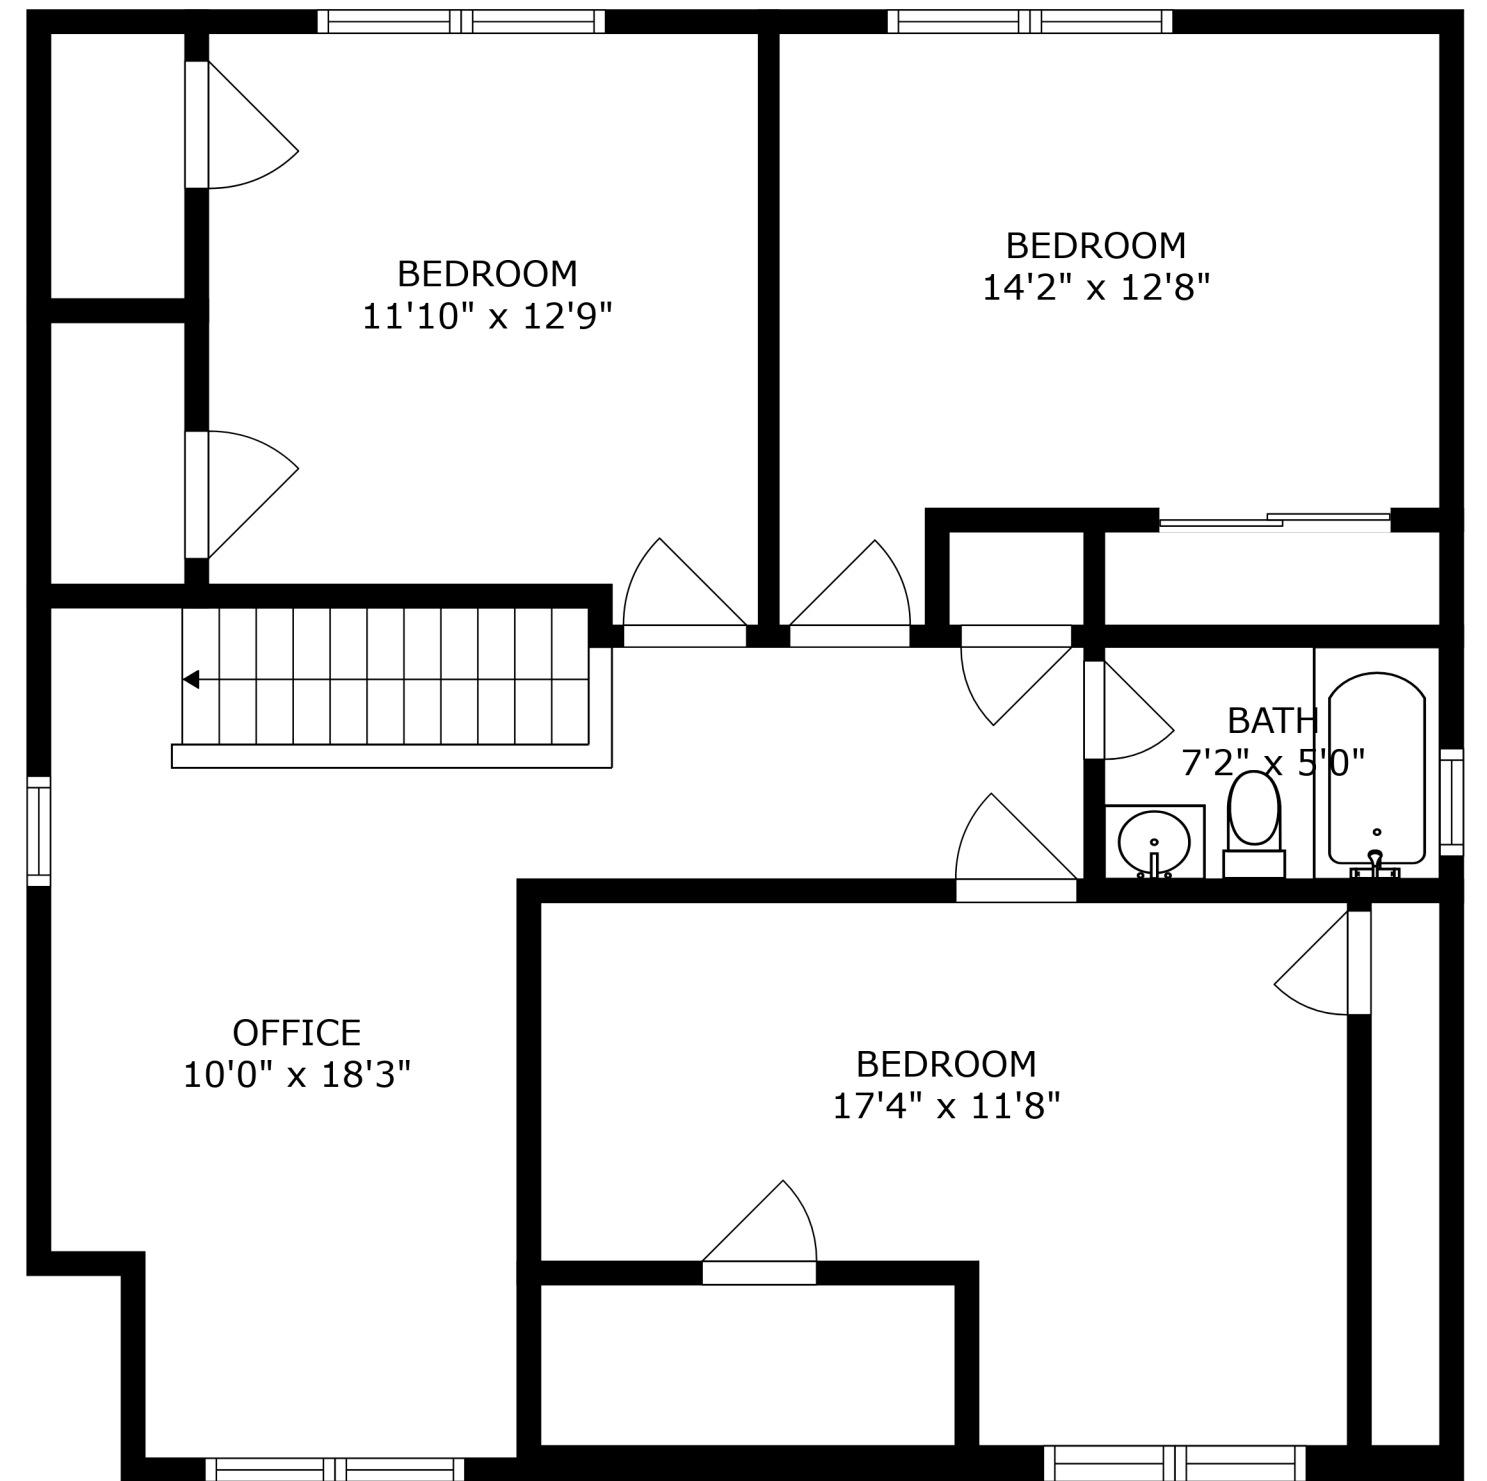 BEDROOM
11'10" x 12'9"
BEDROOM
14'2" x 12'8"
BATH
7'2" x 5'0"
OFFICE
10'0" x 18'3"
BEDROOM
17'4" x 11'8"